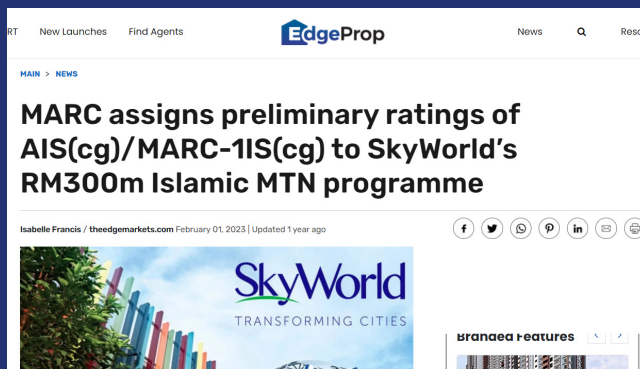 RT New Launches Find Agents EdgeProp News
MAIN > NEWS
MARC assigns preliminary ratings of
AIS(cg)/MARC-1IS(cg) to SkyWorld's
RM300m Islamic MTN programme
Isabelle Francis / theedgemarkets.com February 01, 2023 | Updated 1 year ago
SkyWorld
TRANSFORMING CITIES
Branded Features